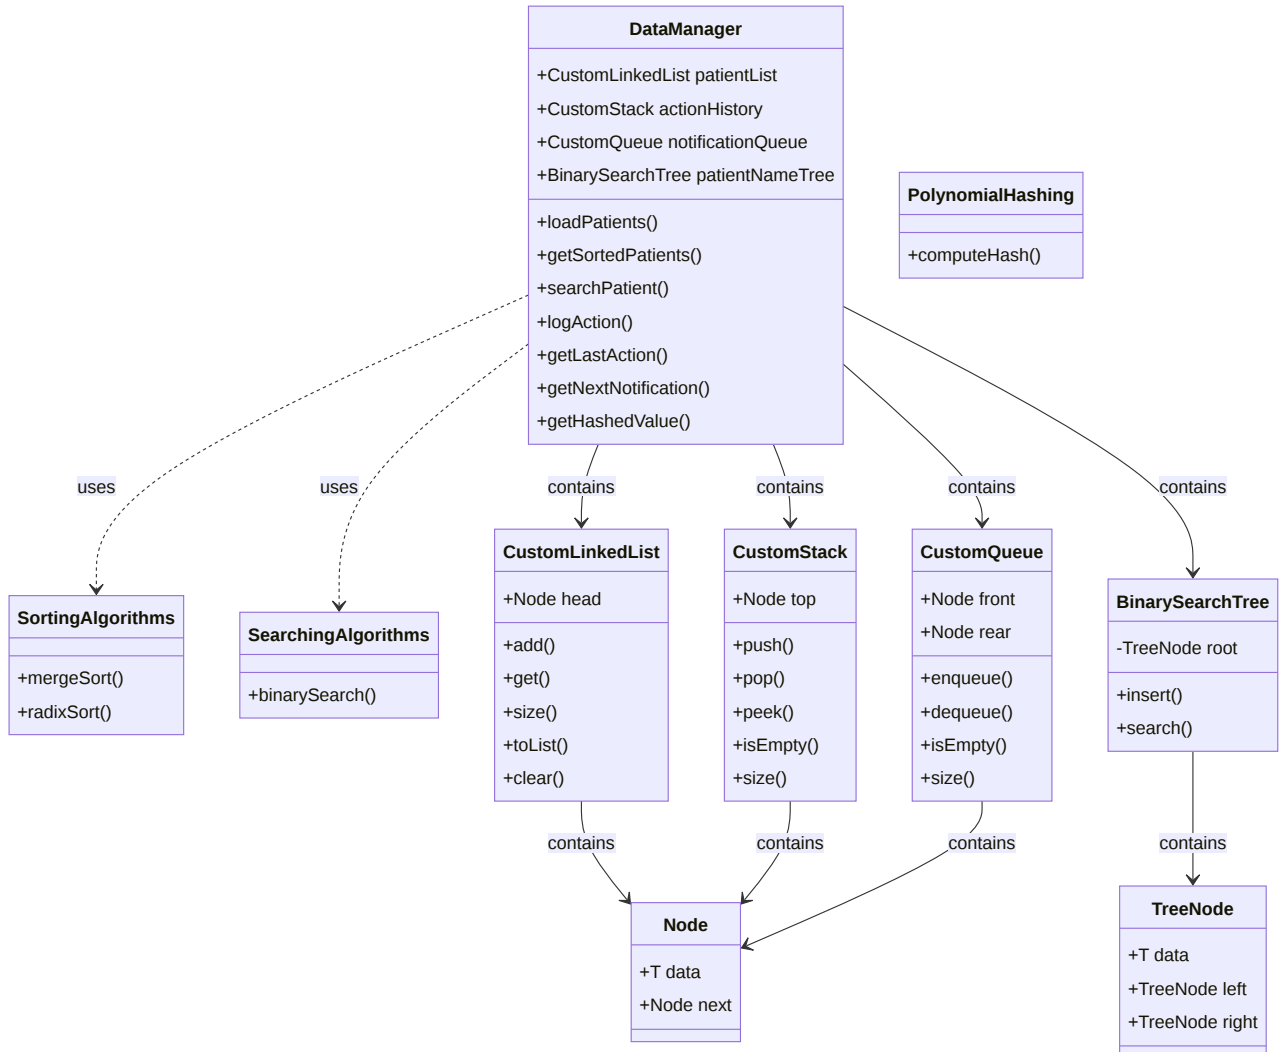 DataManager
+CustomLinkedList patientList
+CustomStack actionHistory
+CustomQueue notificationQueue
+BinarySearchTree patientNameTree
+loadPatients()
+getSortedPatients()
+searchPatient()
+logAction()
+getLastAction()
+getNextNotification()
+getHashedValue()
PolynomialHashing
+computeHash()
uses
uses
contains
contains
contains
contains
SortingAlgorithms
+mergeSort()
+radixSort()
SearchingAlgorithms
+binarySearch()
CustomLinkedList
+Node head
+add()
+get()
+size()
+toList()
+clear()
CustomStack
+Node top
+push()
+pop()
+peek()
+isEmpty()
+size()
CustomQueue
+Node front
+Node rear
+enqueue()
+dequeue()
+isEmpty()
+size()
BinarySearchTree
-TreeNode root
+insert()
+search()
contains
contains
contains
contains
Node
+T data
+Node next
TreeNode
+T data
+TreeNode left
+TreeNode right